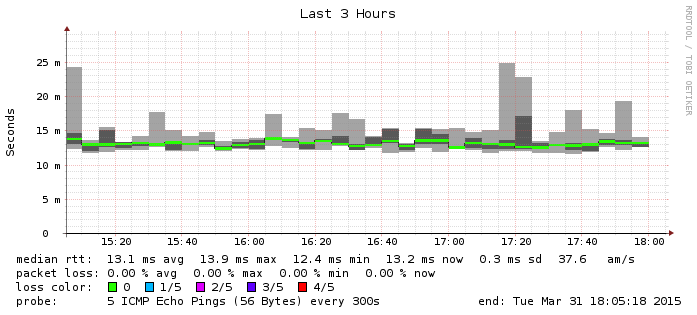 Last 3 Hours
RRDTOOL / TOBI OETIKER
Seconds
25 m
20 m
15 m
10 m
5 m
0
15:20 15:40 16:00 16:20 16:40 17:00 17:20 17:40 18:00
median rtt: 13.1 ms avg 13.9 ms max 12.4 ms min 13.2 ms now 0.3 ms sd 37.6 am/s
packet loss: 0.00 % avg 0.00 % max 0.00 % min 0.00 % now
loss color: 0 1/5 2/5 3/5 4/5
probe: 5 ICMP Echo Pings (56 Bytes) every 300s end: Tue Mar 31 18:05:18 2015